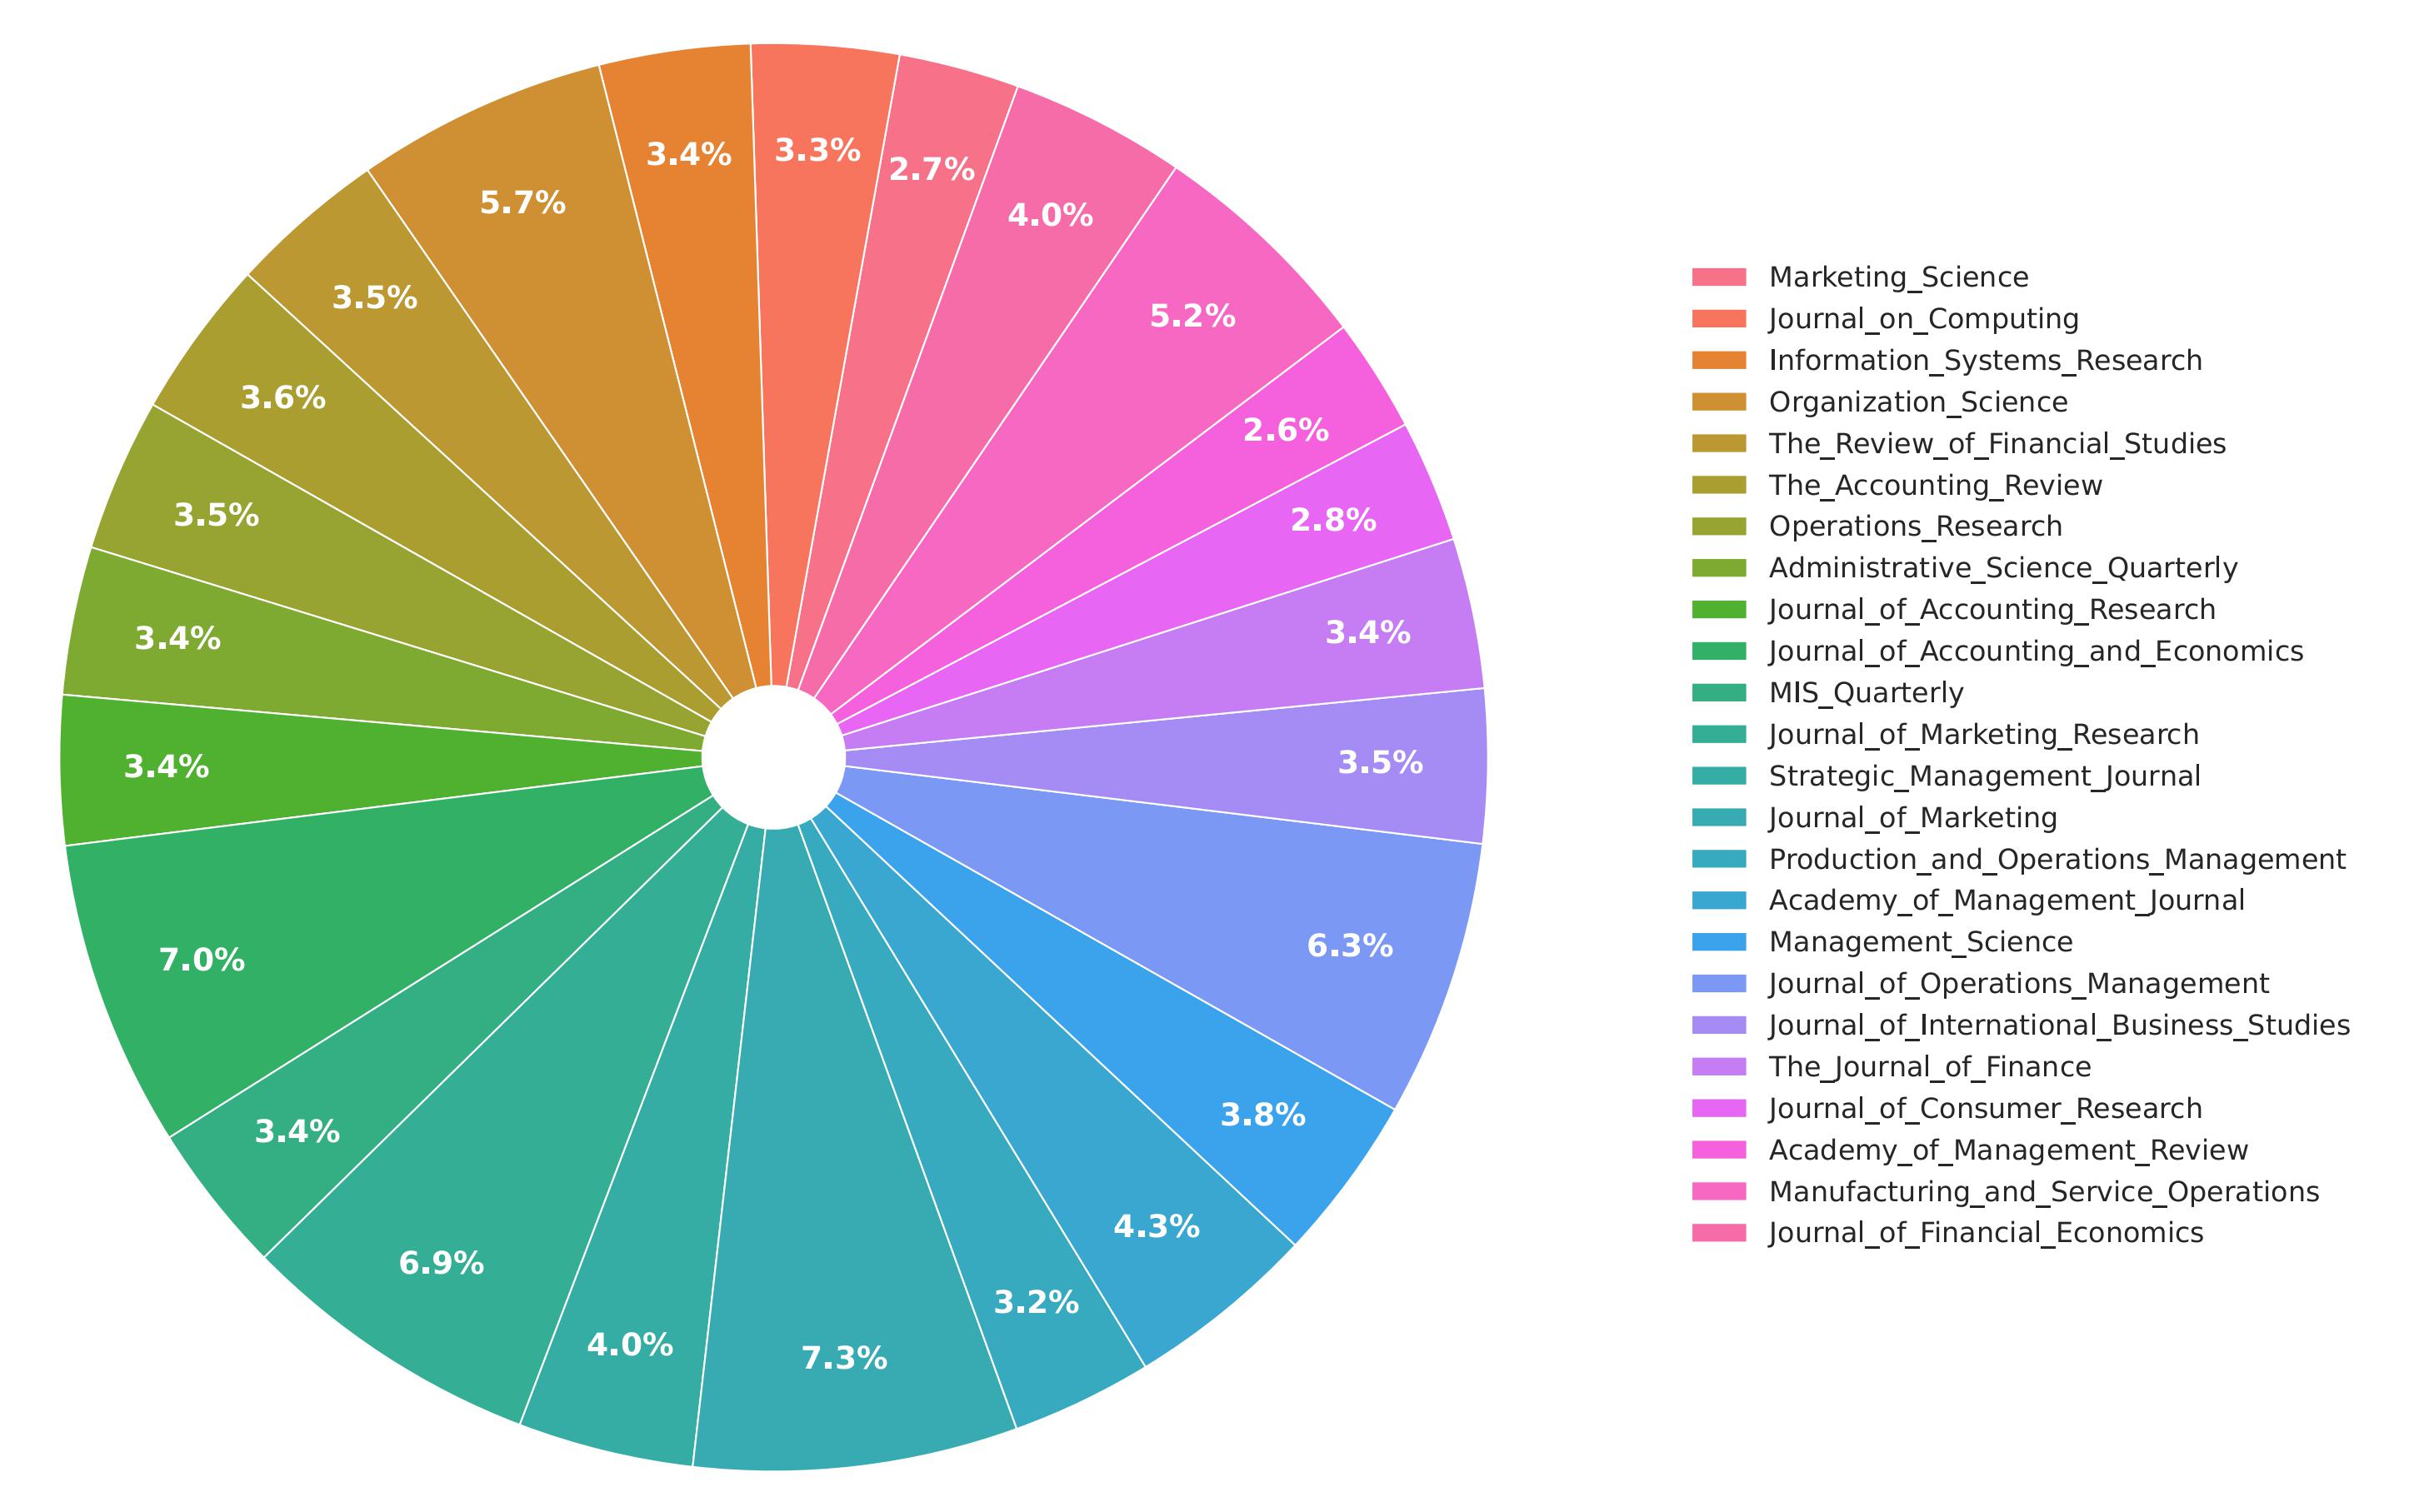 3.4%
3.3%
2.7%
5.7%
4.0%
3.5%
5.2%
3.6%
2.6%
3.5%
2.8%
3.4%
3.4%
3.4%
3.5%
7.0%
6.3%
3.4%
3.8%
6.9%
4.3%
4.0%
7.3%
3.2%
Marketing_Science
Journal_on_Computing
Information_Systems_Research
Organization_Science
The_Review_of_Financial_Studies
The_Accounting_Review
Operations_Research
Administrative_Science_Quarterly
Journal_of_Accounting_Research
Journal_of_Accounting_and_Economics
MIS_Quarterly
Journal_of_Marketing_Research
Strategic_Management_Journal
Journal_of_Marketing
Production_and_Operations_Management
Academy_of_Management_Journal
Management_Science
Journal_of_Operations_Management
Journal_of_International_Business_Studies
The_Journal_of_Finance
Journal_of_Consumer_Research
Academy_of_Management_Review
Manufacturing_and_Service_Operations
Journal_of_Financial_Economics